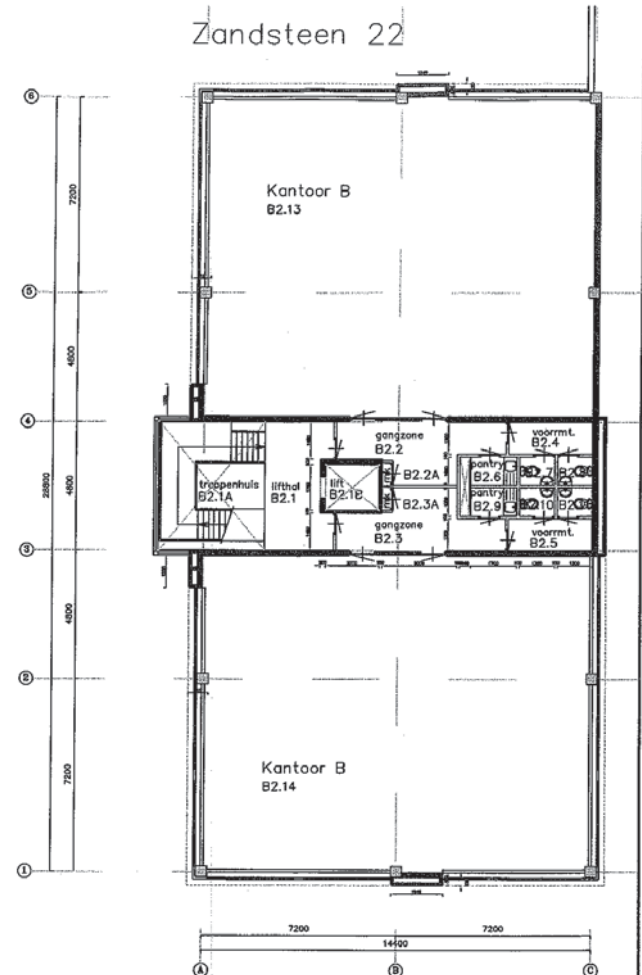 Zandsteen 22
6
7200
Kantoor B
B2.13
5
4800
4
gangzone
B2.2
voorrmt.
B2.4
pantry
B2.6
B2.2A
trappenhuis
B2.1A
lifthal
B2.1
lift
B2.1B
28800
4800
B2.3A
pantry
B2.9
gangzone
B2.3
voorrmt.
B2.5
3
4800
2
Kantoor B
B2.14
7200
1
7200
7200
14400
A
B
C